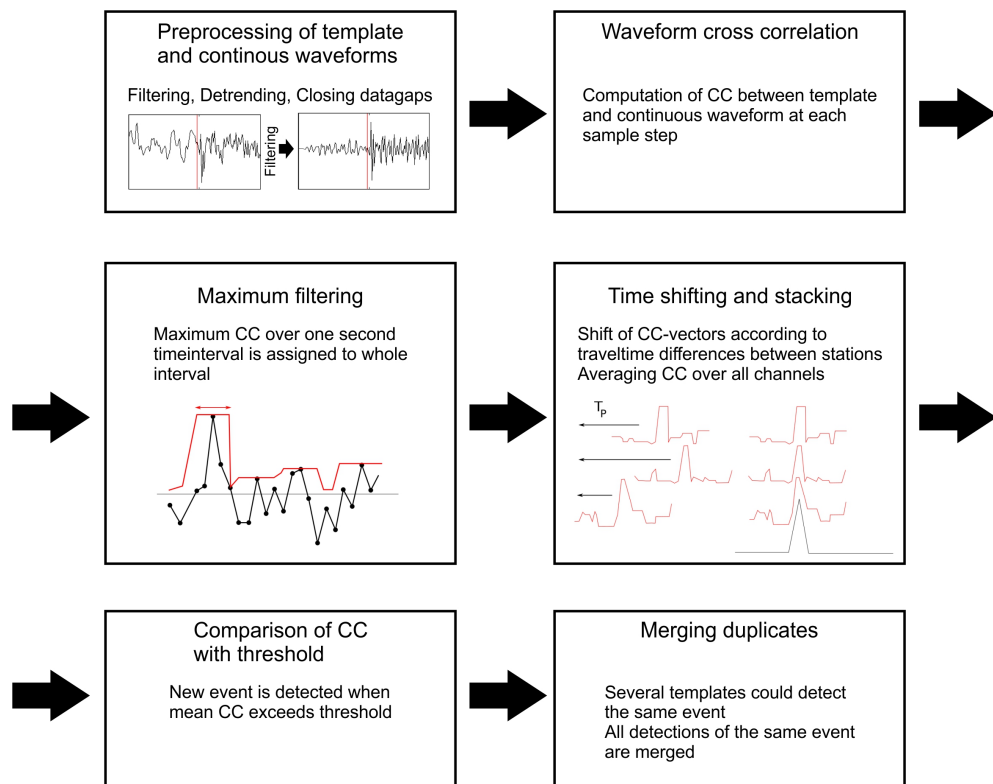 Preprocessing of template
and continous waveforms
Filtering, Detrending, Closing datagaps
Filtering
Waveform cross correlation
Computation of CC between template
and continuous waveform at each
sample step
Maximum filtering
Maximum CC over one second
timeinterval is assigned to whole
interval
Time shifting and stacking
Shift of CC-vectors according to
traveltime differences between stations
Averaging CC over all channels
TP
Comparison of CC
with threshold
New event is detected when
mean CC exceeds threshold
Merging duplicates
Several templates could detect
the same event
All detections of the same event
are merged